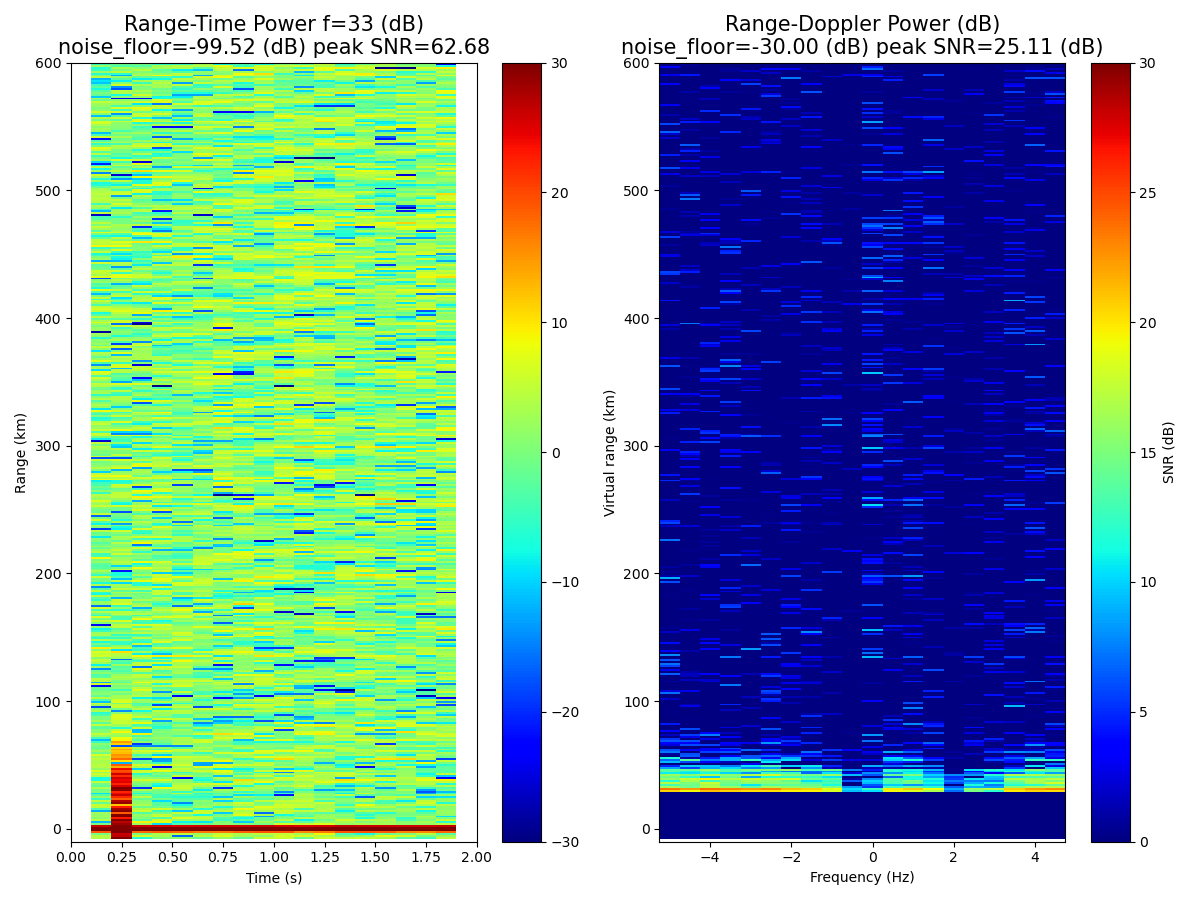 Range-Time Power f=33 (dB)
noise_floor=-99.52 (dB) peak SNR=62.68
600
500
400
300
200
100
0
Range (km)
0.00 0.25 0.50 0.75 1.00 1.25 1.50 1.75 2.00
Time (s)
30
20
10
0
−10
−20
−30
Range-Doppler Power (dB)
noise_floor=-30.00 (dB) peak SNR=25.11 (dB)
600
500
400
300
200
100
0
Virtual range (km)
−4 −2 0 2 4
Frequency (Hz)
30
25
20
15
10
5
0
SNR (dB)